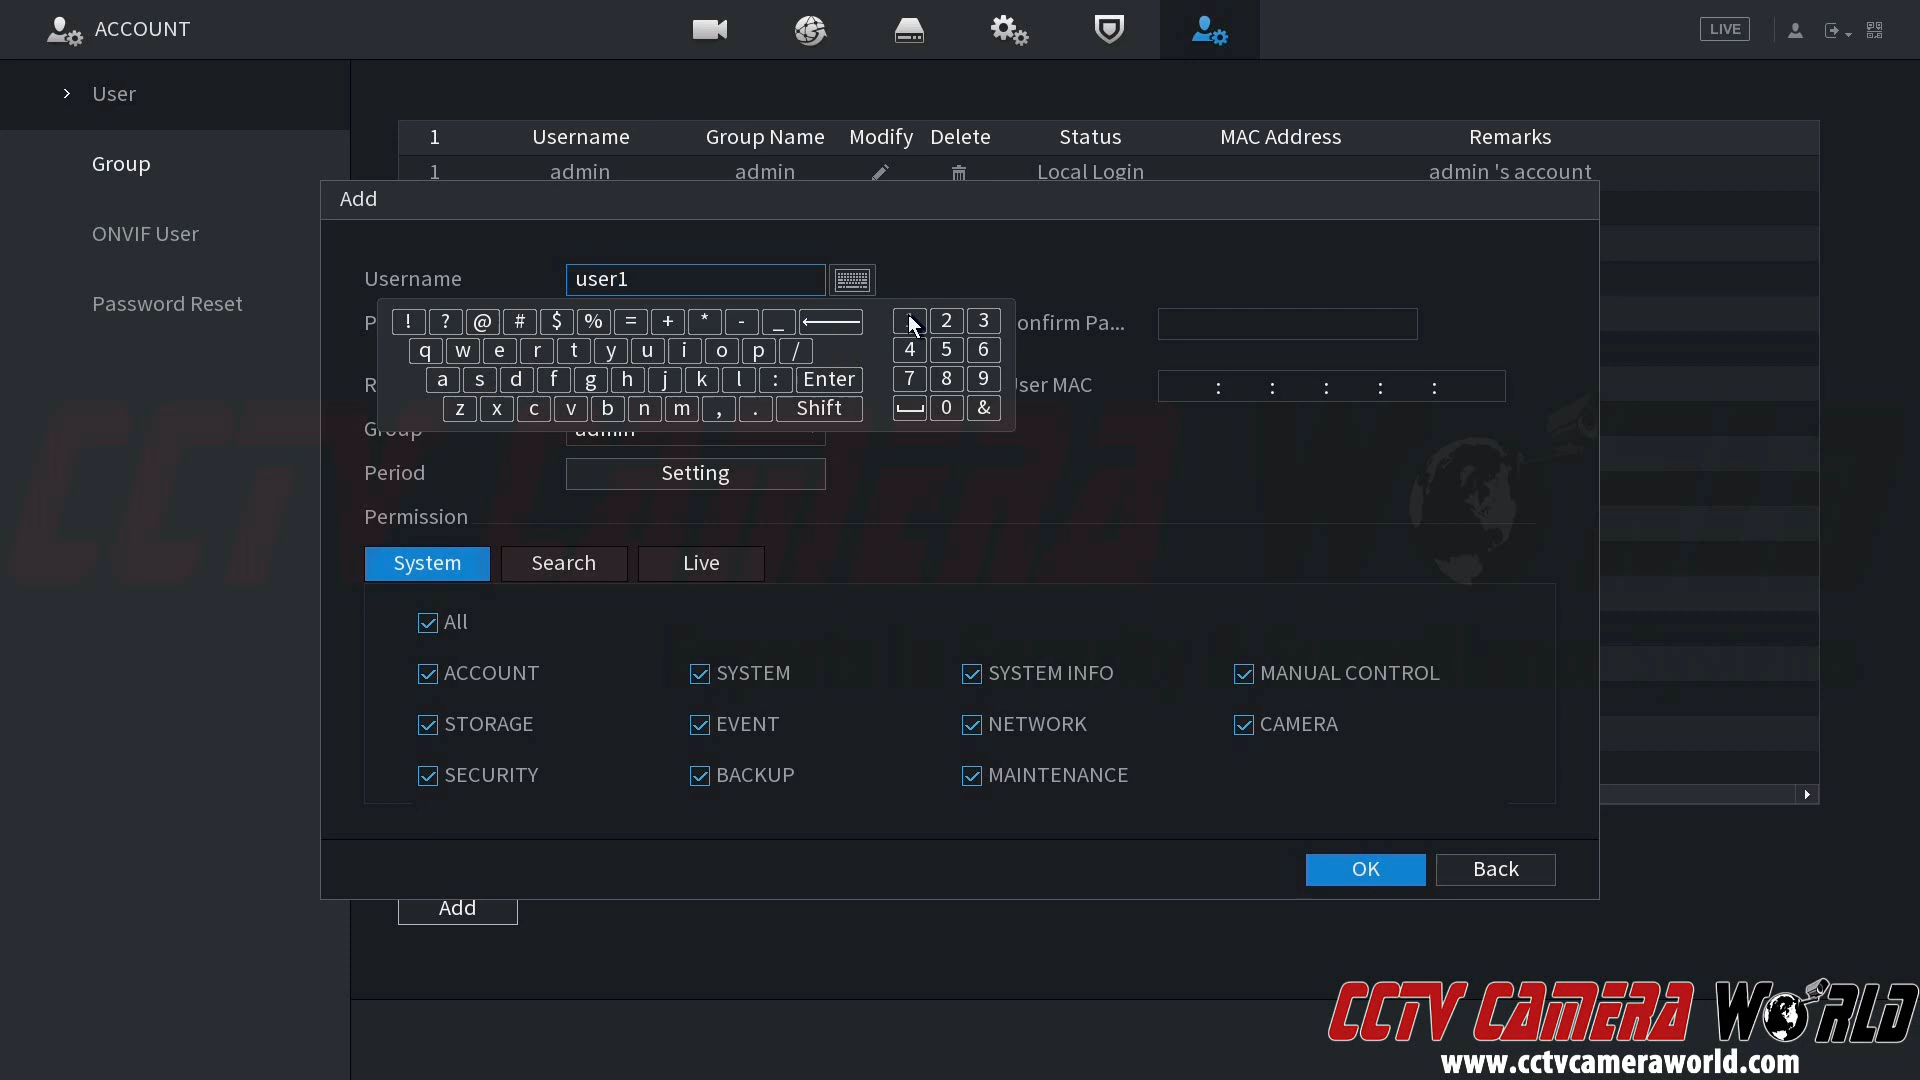 ACCOUNT
LIVE
User
Group
ONVIF User
Password Reset
1 Username Group Name Modify Delete Status MAC Address Remarks
1 admin admin Local Login admin 's account
Add
Username user1
! ? @ # $ % = + * - _ 2 3
q w e r t y u i o p / 4 5 6
a s d f g h j k l : Enter 7 8 9
z x c v b n m , . Shift 0 &
P onfirm Pa...
R ser MAC : : : : :
Group admin
Period Setting
Permission
System Search Live
All
ACCOUNT SYSTEM SYSTEM INFO MANUAL CONTROL
STORAGE EVENT NETWORK CAMERA
SECURITY BACKUP MAINTENANCE
OK Back
Add
CCTV CAMERA WORLD
www.cctvcameraworld.com